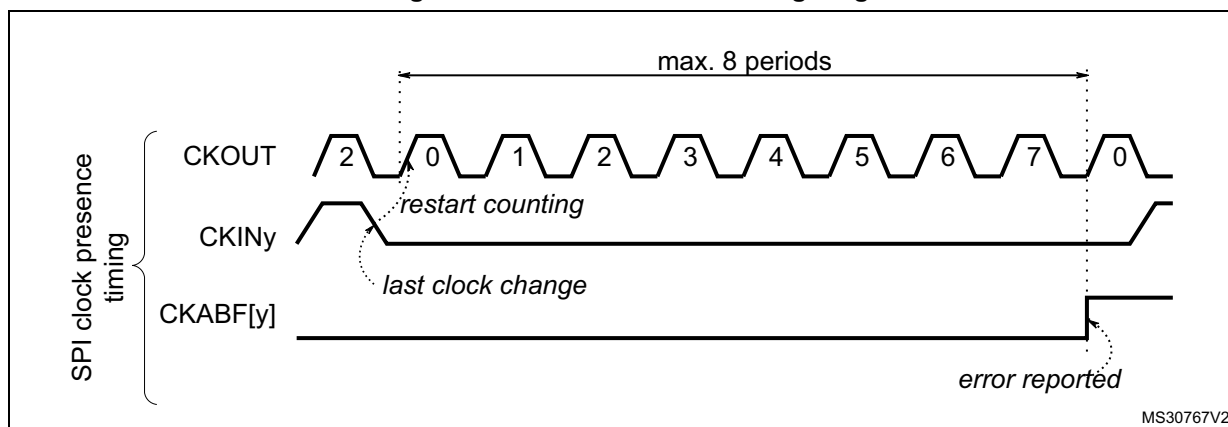 max. 8 periods
CKOUT
2 0 1 2 3 4 5 6 7 0
restart counting
CKINy
last clock change
CKABF[y]
error reported
SPI clock presence
timing
MS30767V2